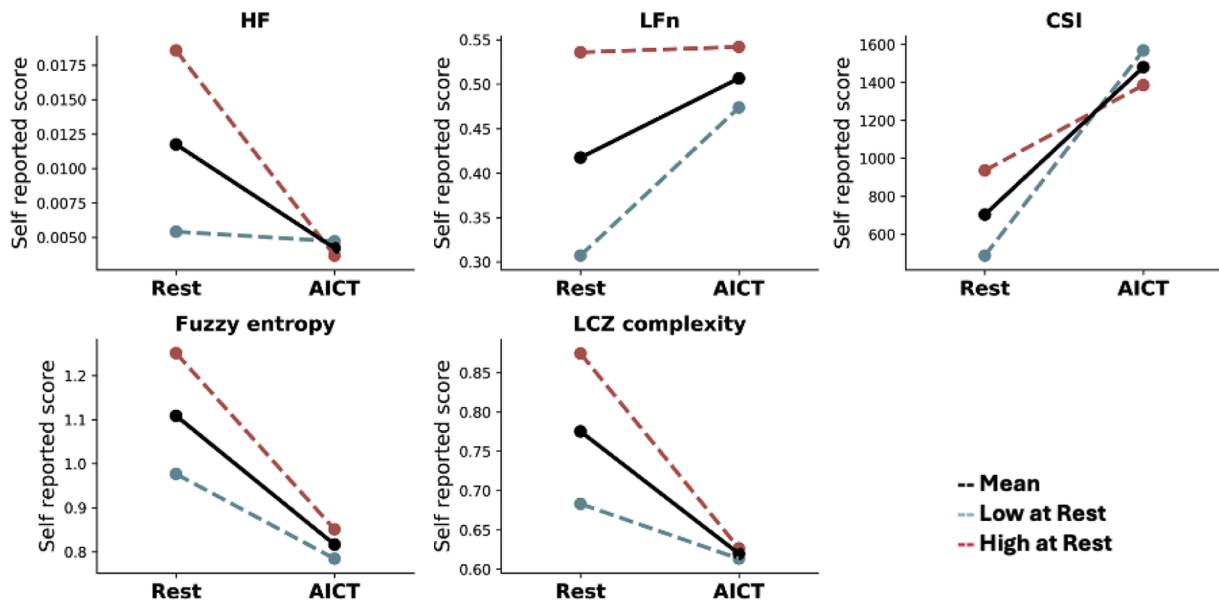 HF
Self reported score
0.0175
0.0150
0.0125
0.0100
0.0075
0.0050
Rest AICT
LFn
Self reported score
0.55
0.50
0.45
0.40
0.35
0.30
Rest AICT
CSI
Self reported score
1600
1400
1200
1000
800
600
Rest AICT
Fuzzy entropy
Self reported score
1.2
1.1
1.0
0.9
0.8
Rest AICT
LCZ complexity
Self reported score
0.85
0.80
0.75
0.70
0.65
0.60
Rest AICT
Mean
Low at Rest
High at Rest